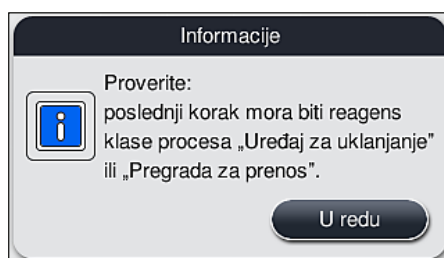 Informacije
Proverite:
poslednji korak mora biti reagens
klase procesa „Uređaj za uklanjanje”
ili „Pregrada za prenos”.
U redu